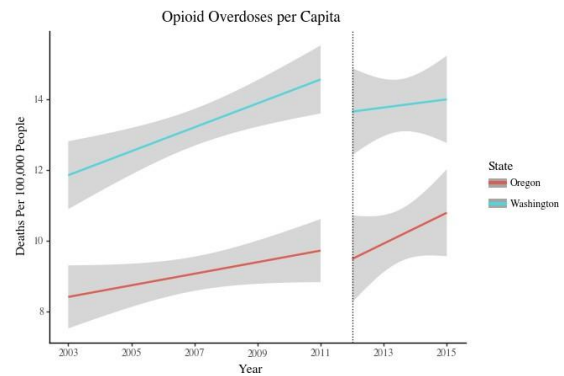 Opioid Overdoses per Capita
Deaths Per 100,000 People
14
12
10
8
2003
2005
2007
2009
2011
2013
2015
Year
State
Oregon
Washington